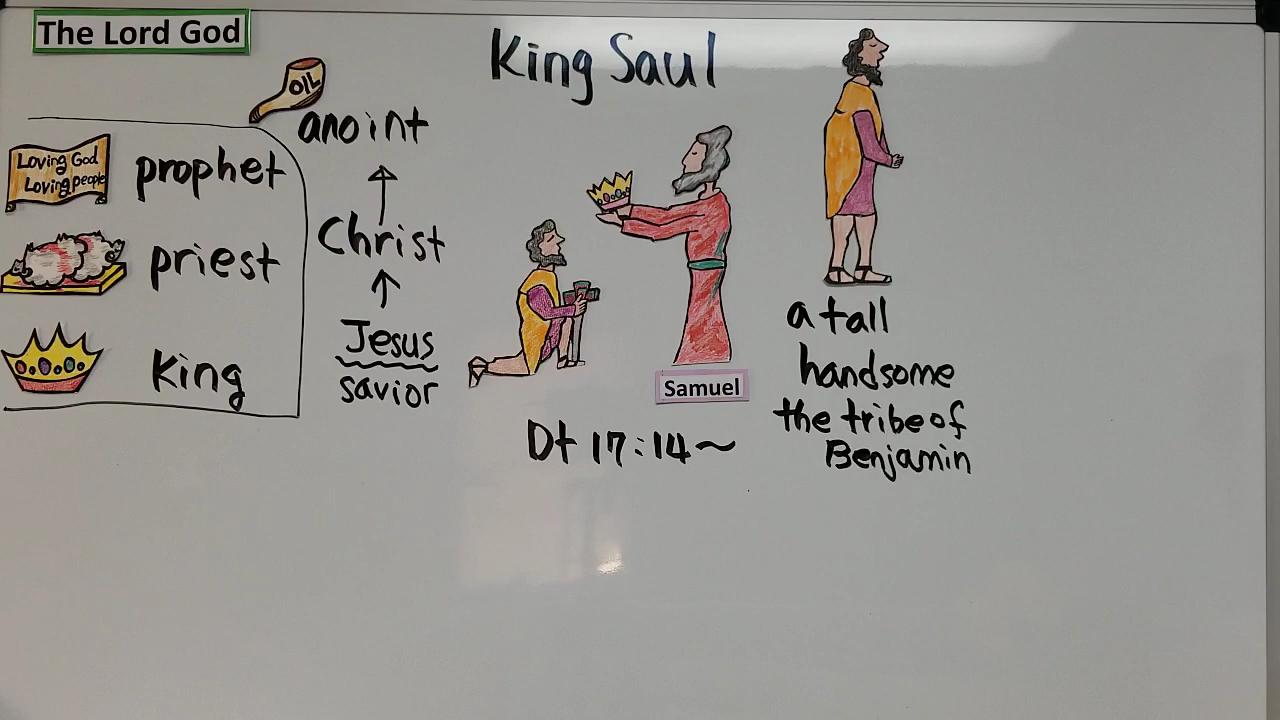 The Lord God
King Saul
OIL
anoint
Loving God
Loving people
prophet
priest
King
Christ
Jesus
savior
Samuel
Dt 17:14~
a tall
handsome
the tribe of
Benjamin